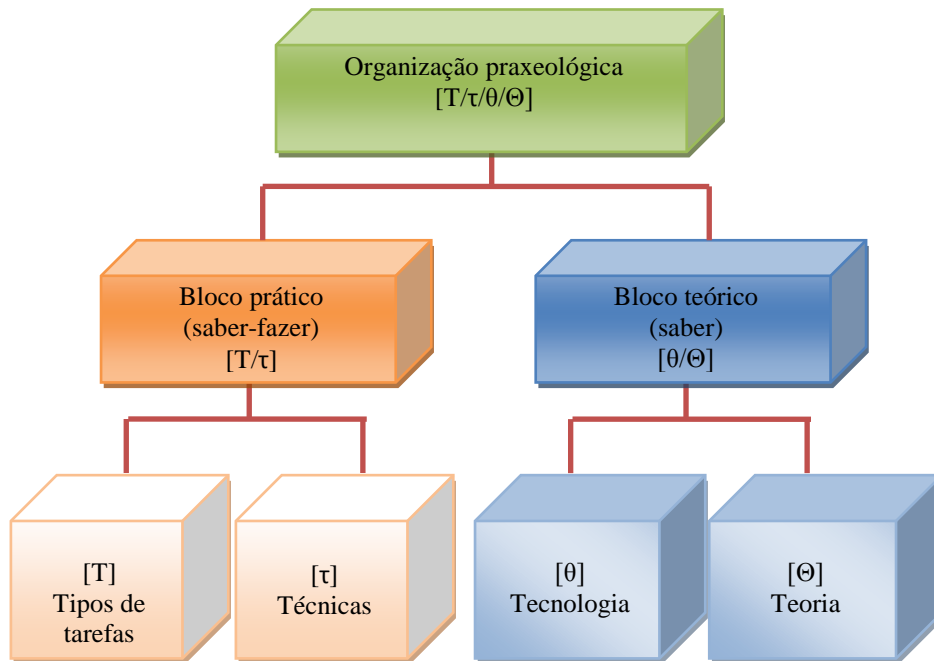 Organização praxeológica
[T/τ/θ/Θ]
Bloco prático
(saber-fazer)
[T/τ]
Bloco teórico
(saber)
[θ/Θ]
[T]
Tipos de
tarefas
[τ]
Técnicas
[θ]
Tecnologia
[Θ]
Teoria